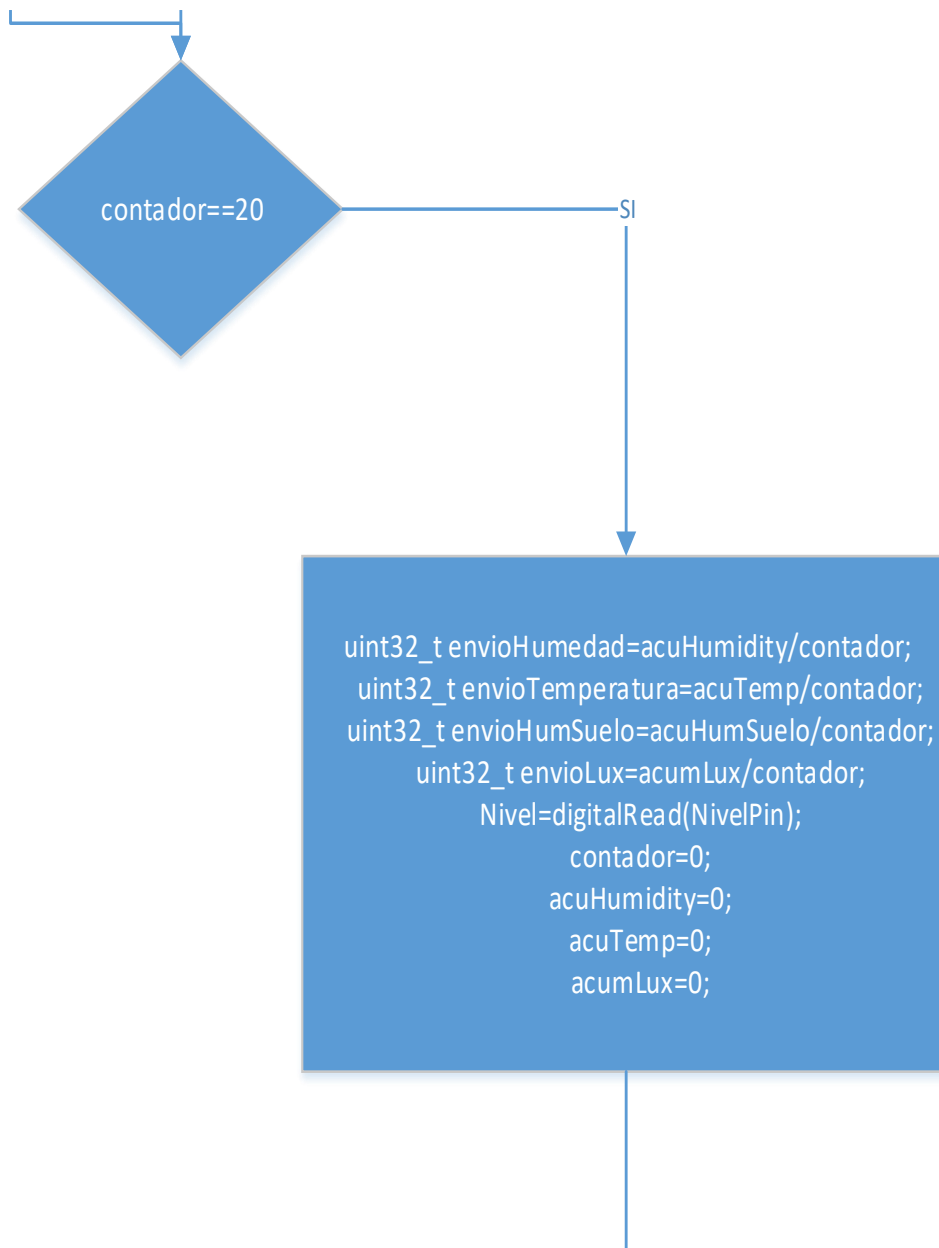 contador==20
SI
uint32_t envioHumedad=acuHumidity/contador;
uint32_t envioTemperatura=acuTemp/contador;
uint32_t envioHumSuelo=acuHumSuelo/contador;
uint32_t envioLux=acumLux/contador;
Nivel=digitalRead(NivelPin);
contador=0;
acuHumidity=0;
acuTemp=0;
acumLux=0;